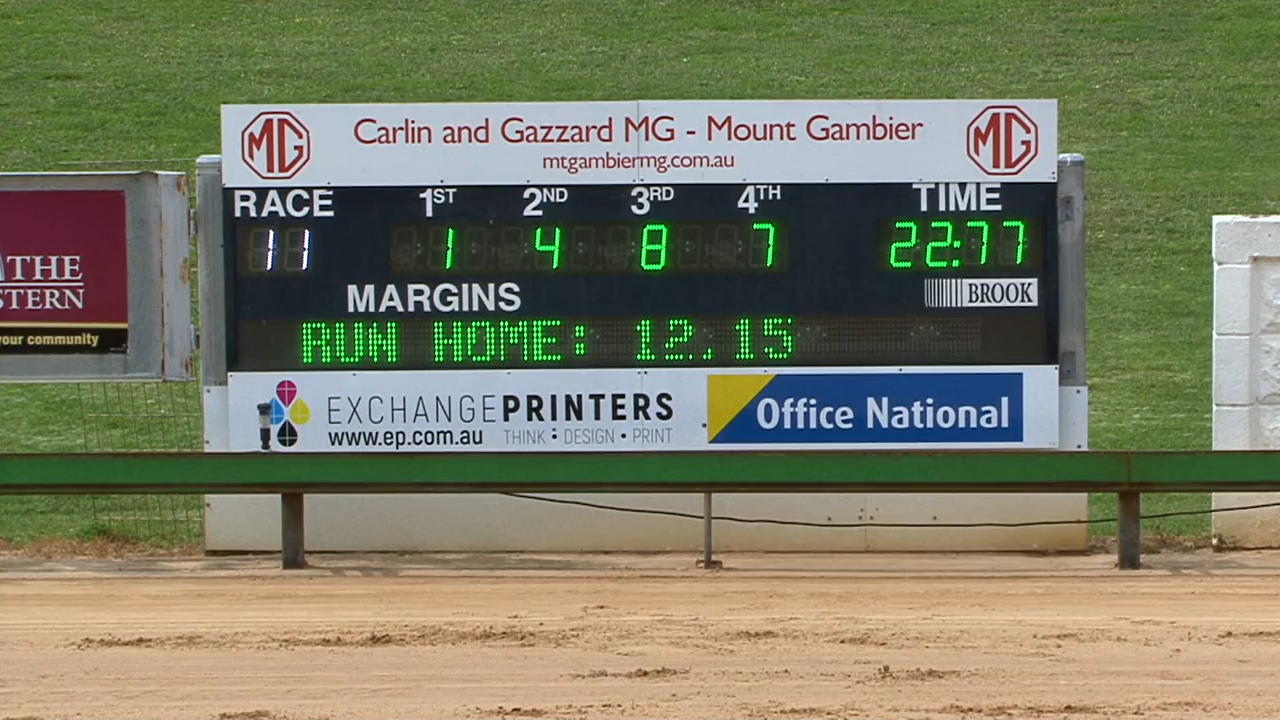 MG Carlin and Gazzard MG - Mount Gambier MG
mtgambiermg.com.au
RACE 1ST 2ND 3RD 4TH TIME
11 1 4 8 7 22:77
MARGINS BROOK
RUN HOME: 12.15
THE
STERN
your community
EXCHANGEPRINTERS
www.ep.com.au THINK : DESIGN • PRINT
Office National